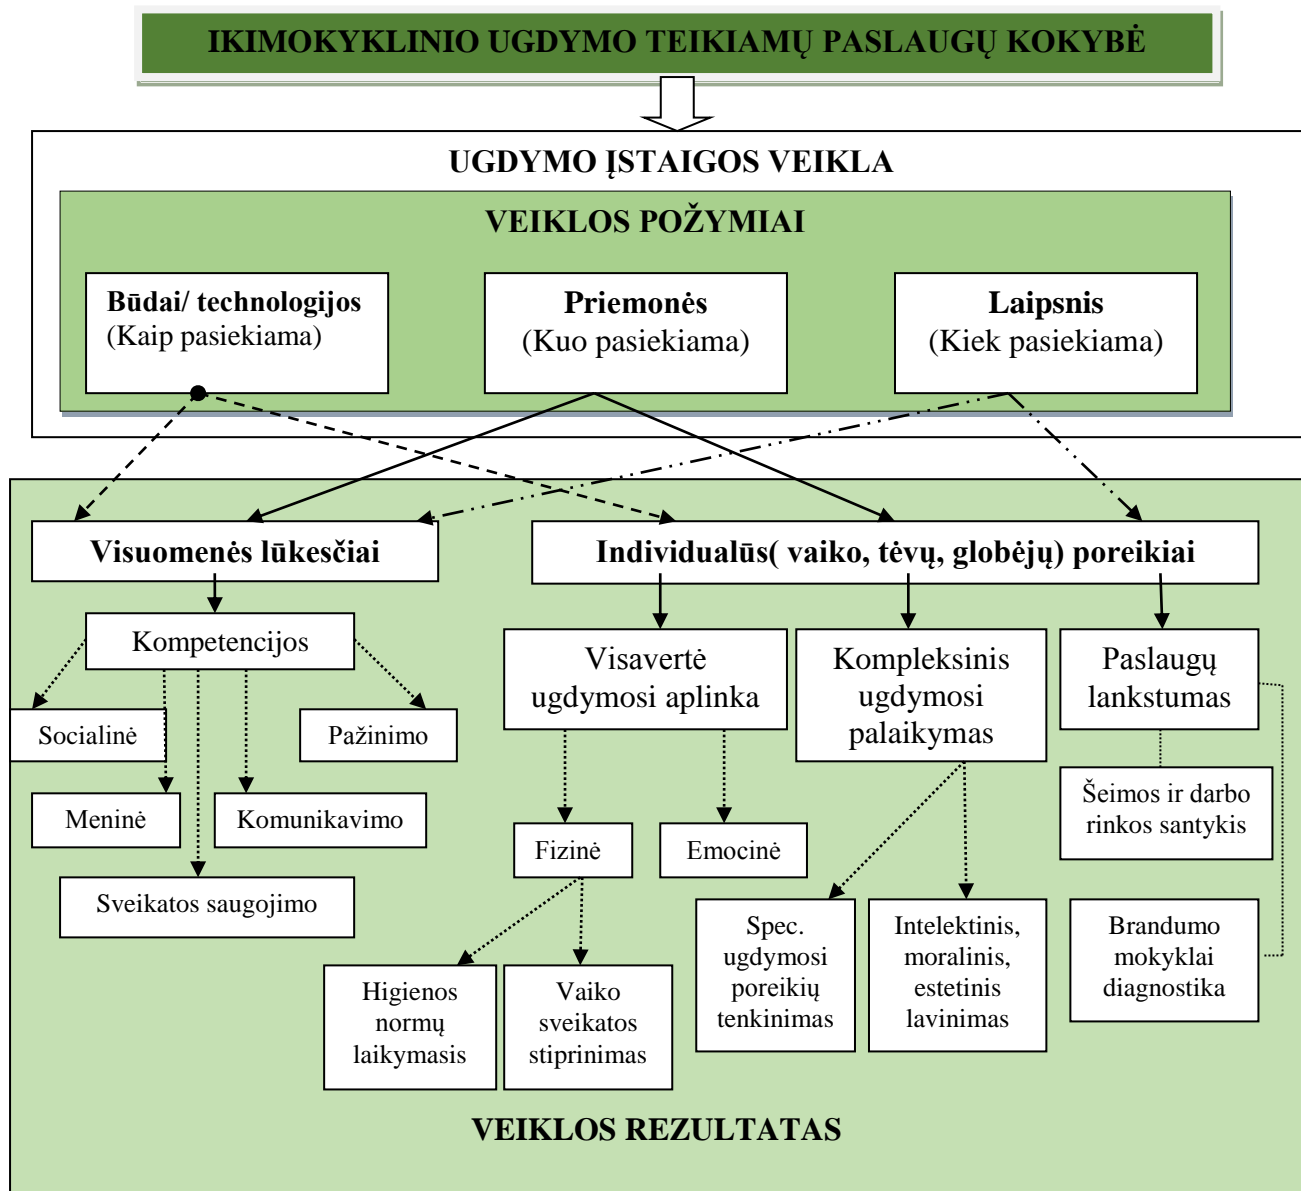 IKIMOKYKLINIO UGDYMO TEIKIAMŲ PASLAUGŲ KOKYBĖ
UGDYMO ĮSTAIGOS VEIKLA
VEIKLOS POŽYMIAI
Būdai/ technologijos
(Kaip pasiekiama)
Priemonės
(Kuo pasiekiama)
Laipsnis
(Kiek pasiekiama)
Visuomenės lūkesčiai
Individualūs( vaiko, tėvų, globėjų) poreikiai
Kompetencijos
Socialinė
Pažinimo
Meninė
Komunikavimo
Sveikatos saugojimo
Visavertė
ugdymosi aplinka
Kompleksinis
ugdymosi
palaikymas
Paslaugų
lankstumas
Fizinė
Emocinė
Šeimos ir darbo
rinkos santykis
Higienos
normų
laikymasis
Vaiko
sveikatos
stiprinimas
Spec.
ugdymosi
poreikių
tenkinimas
Intelektinis,
moralinis,
estetinis
lavinimas
Brandumo
mokyklai
diagnostika
VEIKLOS REZULTATAS